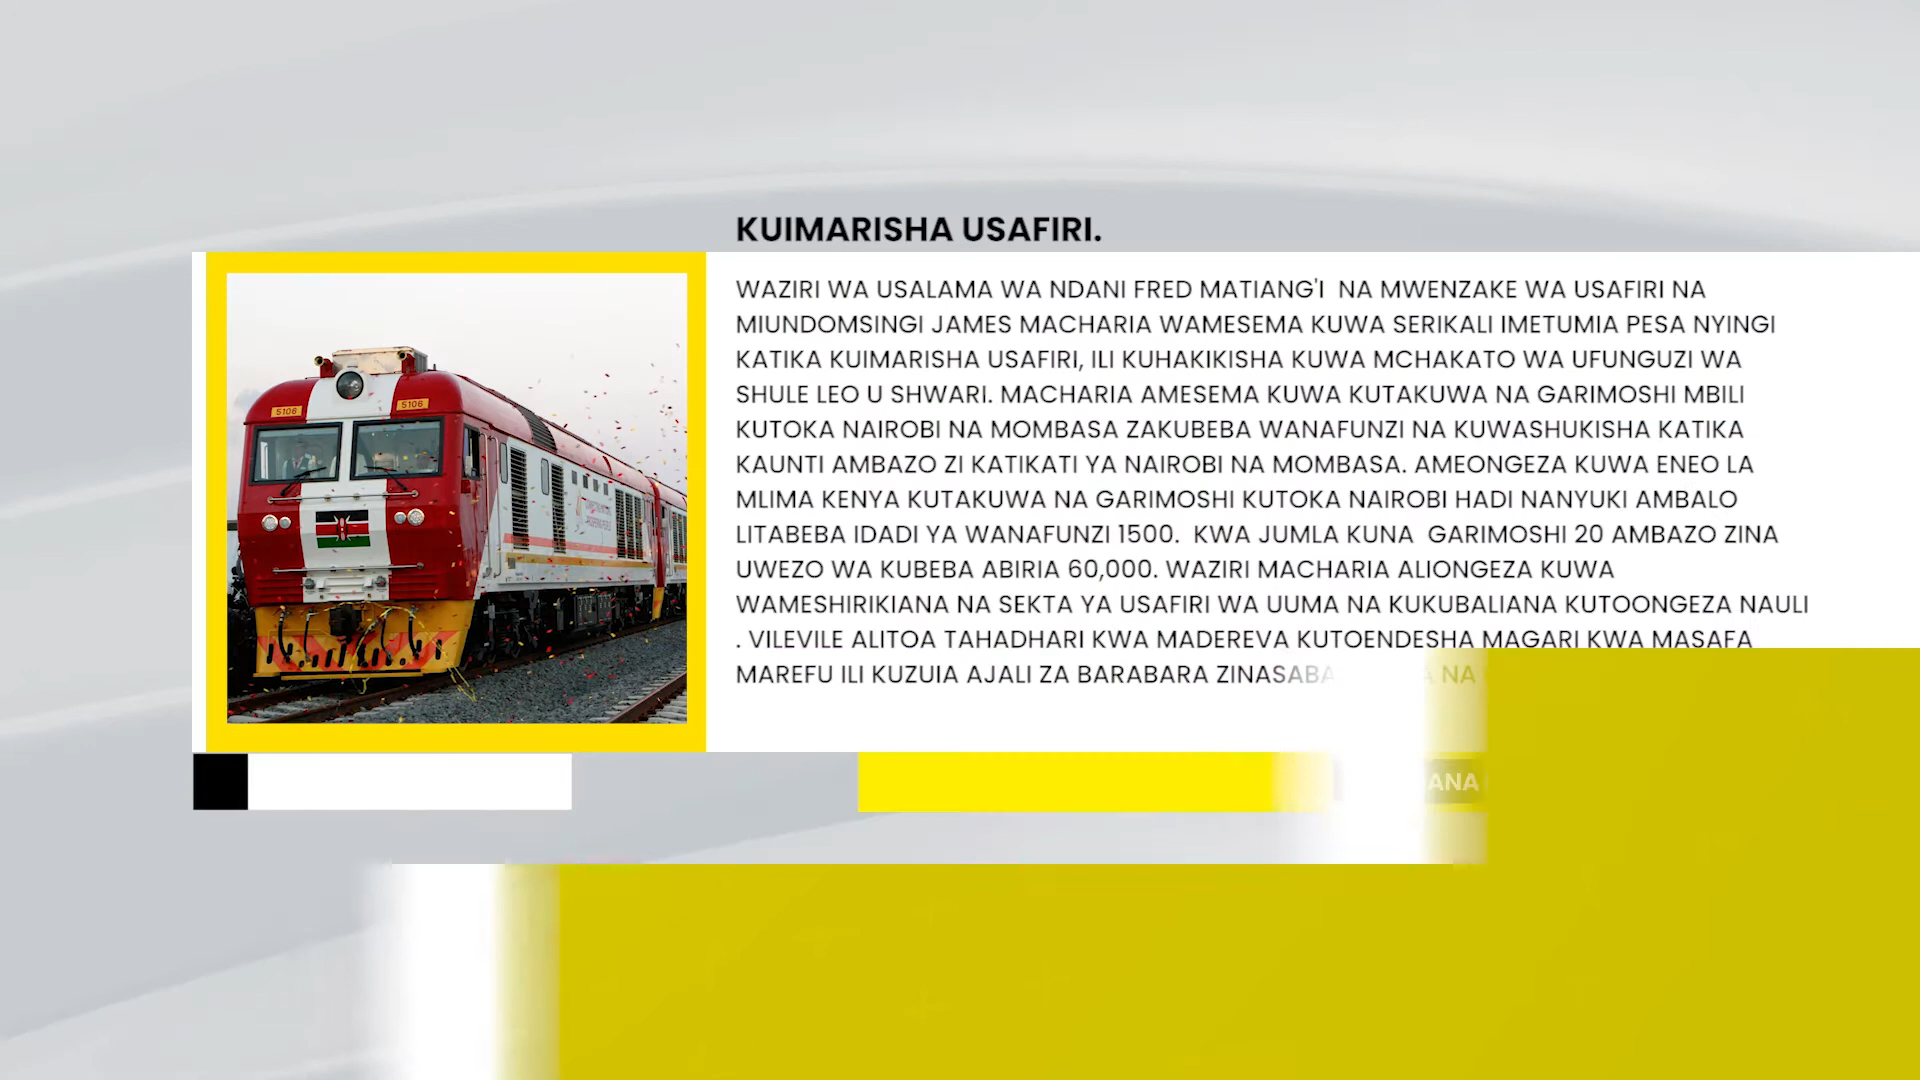 KUIMARISHA USAFIRI.
WAZIRI WA USALAMA WA NDANI FRED MATIANG'I NA MWENZAKE WA USAFIRI NA
MIUNDOMSINGI JAMES MACHARIA WAMESEMA KUWA SERIKALI IMETUMIA PESA NYINGI
KATIKA KUIMARISHA USAFIRI, ILI KUHAKIKISHA KUWA MCHAKATO WA UFUNGUZI WA
SHULE LEO U SHWARI. MACHARIA AMESEMA KUWA KUTAKUWA NA GARIMOSHI MBILI
KUTOKA NAIROBI NA MOMBASA ZAKUBEBA WANAFUNZI NA KUWASHUKISHA KATIKA
KAUNTI AMBAZO ZI KATIKATI YA NAIROBI NA MOMBASA. AMEONGEZA KUWA ENEO LA
MLIMA KENYA KUTAKUWA NA GARIMOSHI KUTOKA NAIROBI HADI NANYUKI AMBALO
LITABEBA IDADI YA WANAFUNZI 1500. KWA JUMLA KUNA GARIMOSHI 20 AMBAZO ZINA
UWEZO WA KUBEBA ABIRIA 60,000. WAZIRI MACHARIA ALIONGEZA KUWA
WAMESHIRIKIANA NA SEKTA YA USAFIRI WA UUMA NA KUKUBALIANA KUTOONGEZA NAULI
. VILEVILE ALITOA TAHADHARI KWA MADEREVA KUTOENDESHA MAGARI KWA MASAFA
MAREFU ILI KUZUIA AJALI ZA BARABARA NA
5106
5106